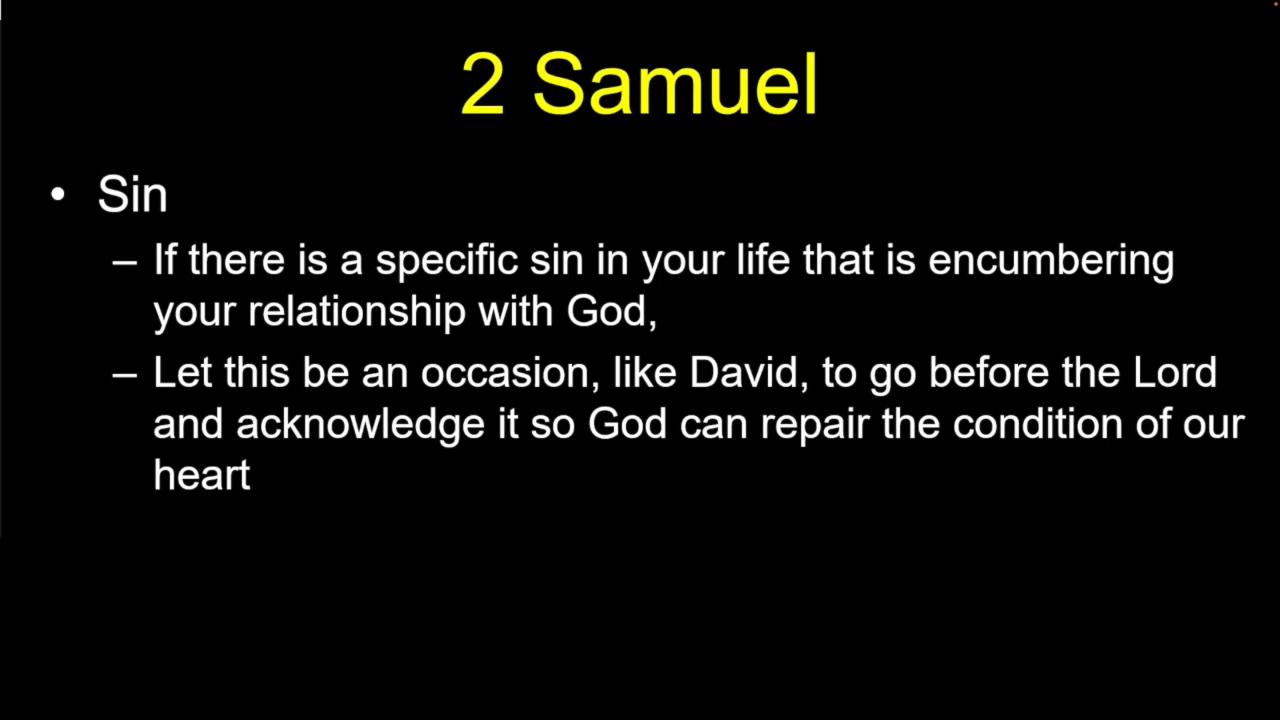 2 Samuel
• Sin
– If there is a specific sin in your life that is encumbering
your relationship with God,
– Let this be an occasion, like David, to go before the Lord
and acknowledge it so God can repair the condition of our
heart